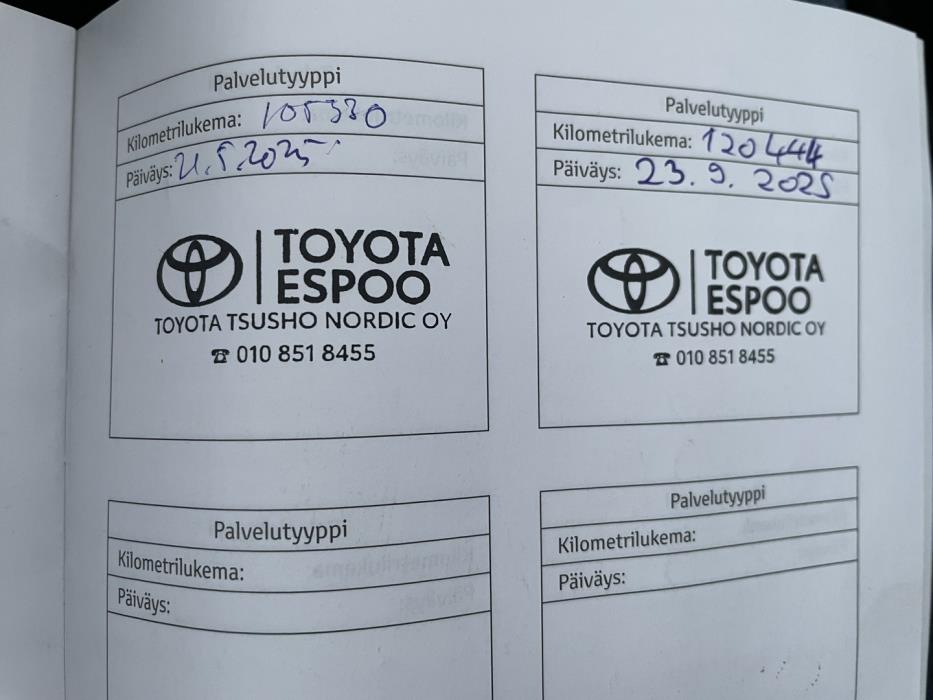 Palvelutyyppi
Kilometrilukema: 105330
Päiväys: 21.5.2025
TOYOTA
ESPOO
TOYOTA TSUSHO NORDIC OY
☎ 010 851 8455
Palvelutyyppi
Kilometrilukema: 120444
Päiväys: 23.9.2025
TOYOTA
ESPOO
TOYOTA TSUSHO NORDIC OY
☎ 010 851 8455
Palvelutyyppi
Kilometrilukema:
Päiväys:
Palvelutyyppi
Kilometrilukema:
Päiväys: